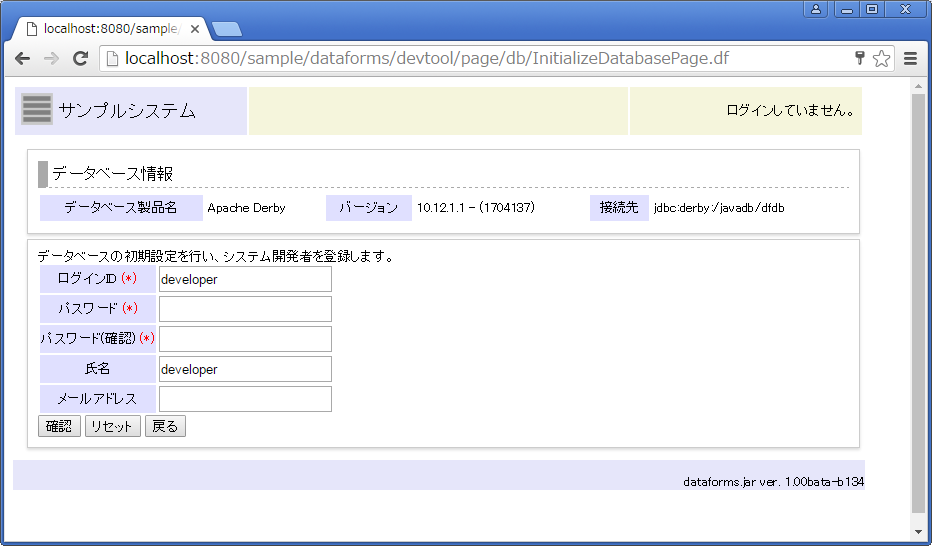 localhost:8080/sample/
localhost:8080/sample/dataforms/devtool/page/db/InitializeDatabasePage.df
サンプルシステム
ログインしていません。
データベース情報
データベース製品名 Apache Derby バージョン 10.12.1.1 - (1704137) 接続先 jdbc:derby:/javadb/dfdb
データベースの初期設定を行い、システム開発者を登録します。
ログインID (*) developer
パスワード (*)
パスワード(確認) (*)
氏名 developer
メールアドレス
確認 リセット 戻る
dataforms.jar ver. 1.00bata-b134